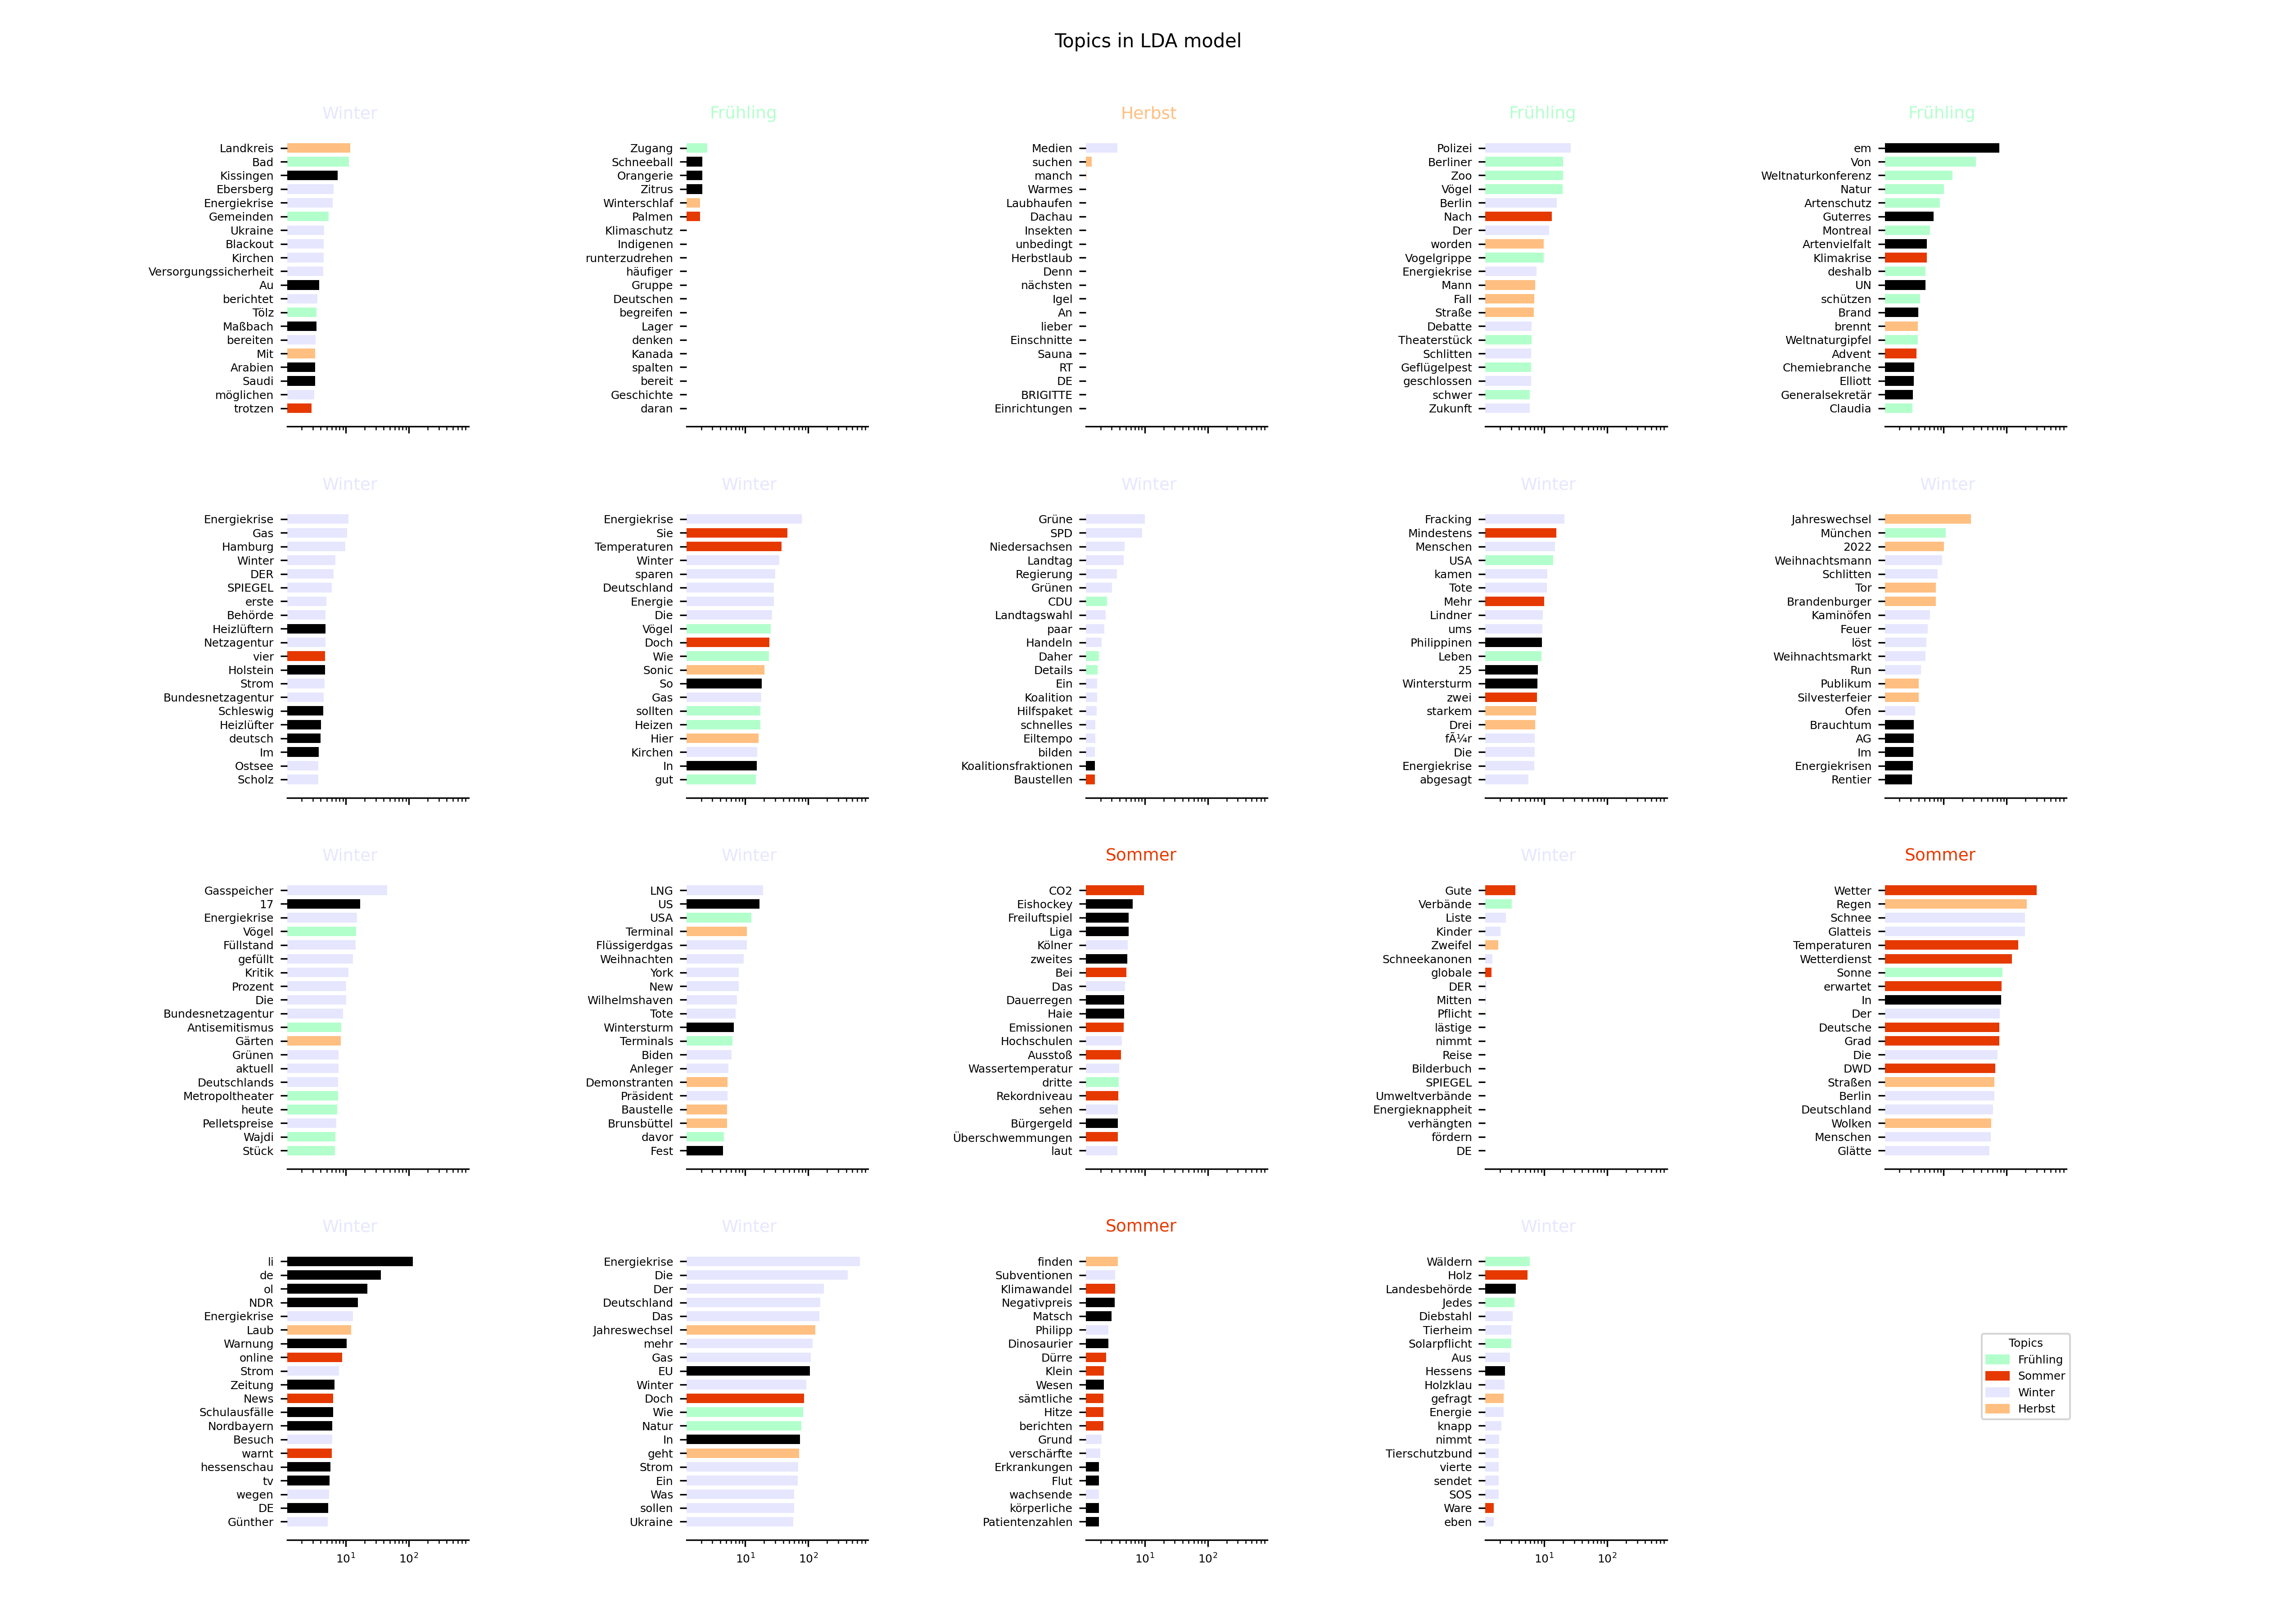 Topics in LDA model
Winter
Landkreis
Bad
Kissingen
Ebersberg
Energiekrise
Gemeinden
Ukraine
Blackout
Kirchen
Versorgungssicherheit
Au
berichtet
Tölz
Maßbach
bereiten
Mit
Arabien
Saudi
möglichen
trotzen
Frühling
Zugang
Schneeball
Orangerie
Zitrus
Winterschlaf
Palmen
Klimaschutz
Indigenen
runterzudrehen
häufiger
Gruppe
Deutschen
begreifen
Lager
denken
Kanada
spalten
bereit
Geschichte
daran
Herbst
Medien
suchen
manch
Warmes
Laubhaufen
Dachau
Insekten
unbedingt
Herbstlaub
Denn
nächsten
Igel
An
lieber
Einschnitte
Sauna
RT
DE
BRIGITTE
Einrichtungen
Frühling
Polizei
Berliner
Zoo
Vögel
Berlin
Nach
Der
worden
Vogelgrippe
Energiekrise
Mann
Fall
Straße
Debatte
Theaterstück
Schlitten
Geflügelpest
geschlossen
schwer
Zukunft
Frühling
em
Von
Weltnaturkonferenz
Natur
Artenschutz
Guterres
Montreal
Artenvielfalt
Klimakrise
deshalb
UN
schützen
Brand
brennt
Weltnaturgipfel
Advent
Chemiebranche
Elliott
Generalsekretär
Claudia
Winter
Energiekrise
Gas
Hamburg
Winter
DER
SPIEGEL
erste
Behörde
Heizlüftern
Netzagentur
vier
Holstein
Strom
Bundesnetzagentur
Schleswig
Heizlüfter
deutsch
Im
Ostsee
Scholz
Winter
Energiekrise
Sie
Temperaturen
Winter
sparen
Deutschland
Energie
Die
Vögel
Doch
Wie
Sonic
So
Gas
sollten
Heizen
Hier
Kirchen
In
gut
Winter
Grüne
SPD
Niedersachsen
Landtag
Regierung
Grünen
CDU
Landtagswahl
paar
Handeln
Daher
Details
Ein
Koalition
Hilfspaket
schnelles
Eiltempo
bilden
Koalitionsfraktionen
Baustellen
Winter
Fracking
Mindestens
Menschen
USA
kamen
Tote
Mehr
Lindner
ums
Philippinen
Leben
25
Wintersturm
zwei
starkem
Drei
fÃ¼r
Die
Energiekrise
abgesagt
Winter
Jahreswechsel
München
2022
Weihnachtsmann
Schlitten
Tor
Brandenburger
Kaminöfen
Feuer
löst
Weihnachtsmarkt
Run
Publikum
Silvesterfeier
Ofen
Brauchtum
AG
Im
Energiekrisen
Rentier
Winter
Gasspeicher
17
Energiekrise
Vögel
Füllstand
gefüllt
Kritik
Prozent
Die
Bundesnetzagentur
Antisemitismus
Gärten
Grünen
aktuell
Deutschlands
Metropoltheater
heute
Pelletspreise
Wajdi
Stück
Winter
LNG
US
USA
Terminal
Flüssigerdgas
Weihnachten
York
New
Wilhelmshaven
Tote
Wintersturm
Terminals
Biden
Anleger
Demonstranten
Präsident
Baustelle
Brunsbüttel
davor
Fest
Sommer
CO2
Eishockey
Freiluftspiel
Liga
Kölner
zweites
Bei
Das
Dauerregen
Haie
Emissionen
Hochschulen
Ausstoß
Wassertemperatur
dritte
Rekordniveau
sehen
Bürgergeld
Überschwemmungen
laut
Winter
Gute
Verbände
Liste
Kinder
Zweifel
Schneekanonen
globale
DER
Mitten
Pflicht
lästige
nimmt
Reise
Bilderbuch
SPIEGEL
Umweltverbände
Energieknappheit
verhängten
fördern
DE
Sommer
Wetter
Regen
Schnee
Glatteis
Temperaturen
Wetterdienst
Sonne
erwartet
In
Der
Deutsche
Grad
Die
DWD
Straßen
Berlin
Deutschland
Wolken
Menschen
Glätte
Winter
li
de
ol
NDR
Energiekrise
Laub
Warnung
online
Strom
Zeitung
News
Schulausfälle
Nordbayern
Besuch
warnt
hessenschau
tv
wegen
DE
Günther
10¹ 10²
Winter
Energiekrise
Die
Der
Deutschland
Das
Jahreswechsel
mehr
Gas
EU
Winter
Doch
Wie
Natur
In
geht
Strom
Ein
Was
sollen
Ukraine
10¹ 10²
Sommer
finden
Subventionen
Klimawandel
Negativpreis
Matsch
Philipp
Dinosaurier
Dürre
Klein
Wesen
sämtliche
Hitze
berichten
Grund
verschärfte
Erkrankungen
Flut
wachsende
körperliche
Patientenzahlen
10¹ 10²
Winter
Wäldern
Holz
Landesbehörde
Jedes
Diebstahl
Tierheim
Solarpflicht
Aus
Hessens
Holzklau
gefragt
Energie
knapp
nimmt
Tierschutzbund
vierte
sendet
SOS
Ware
eben
10¹ 10²
Topics
Frühling
Sommer
Winter
Herbst